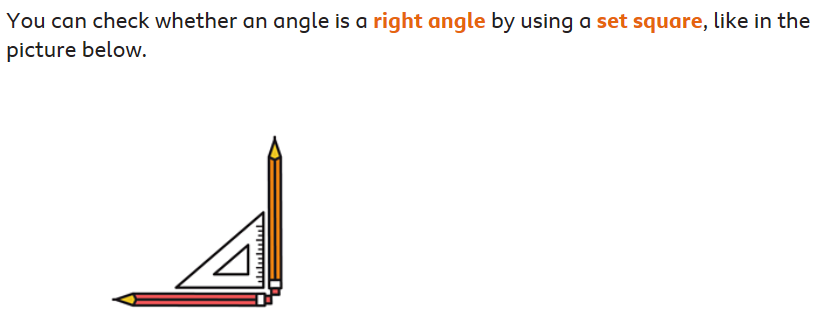 You can check whether an angle is a right angle by using a set square, like in the
picture below.